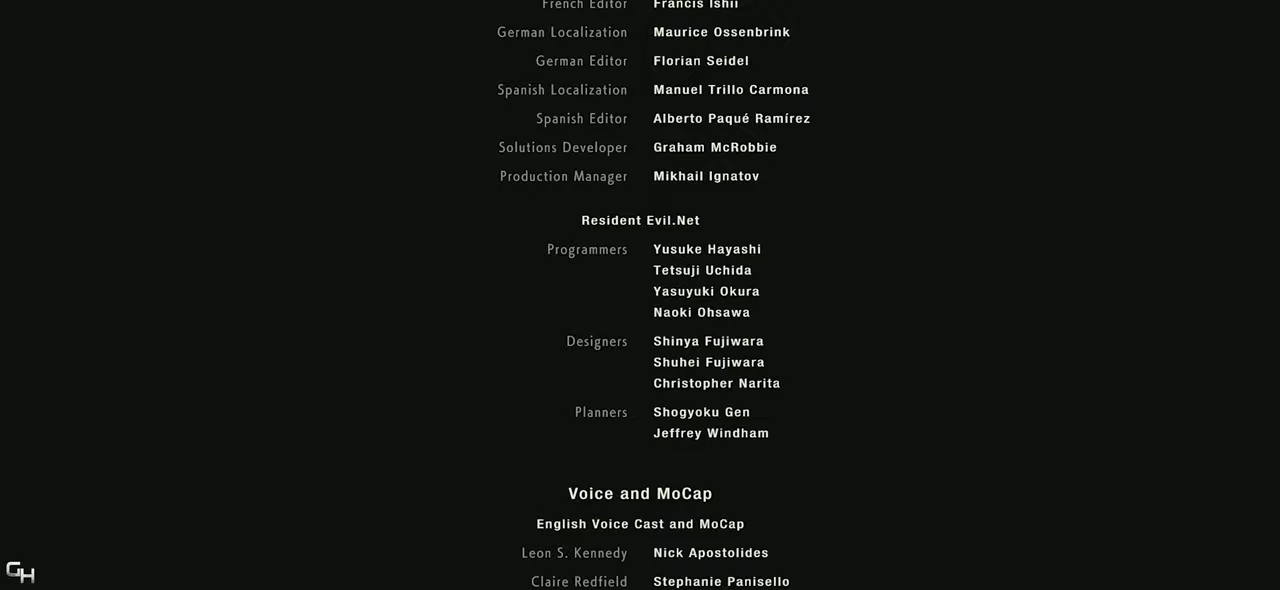 French Editor Francis Ishii
German Localization Maurice Ossenbrink
German Editor Florian Seidel
Spanish Localization Manuel Trillo Carmona
Spanish Editor Alberto Paqué Ramírez
Solutions Developer Graham McRobbie
Production Manager Mikhail Ignatov
Resident Evil.Net
Programmers Yusuke Hayashi
Tetsuji Uchida
Yasuyuki Okura
Naoki Ohsawa
Designers Shinya Fujiwara
Shuhei Fujiwara
Christopher Narita
Planners Shogyoku Gen
Jeffrey Windham
Voice and MoCap
English Voice Cast and MoCap
Leon S. Kennedy Nick Apostolides
Claire Redfield Stephanie Panisello
GH